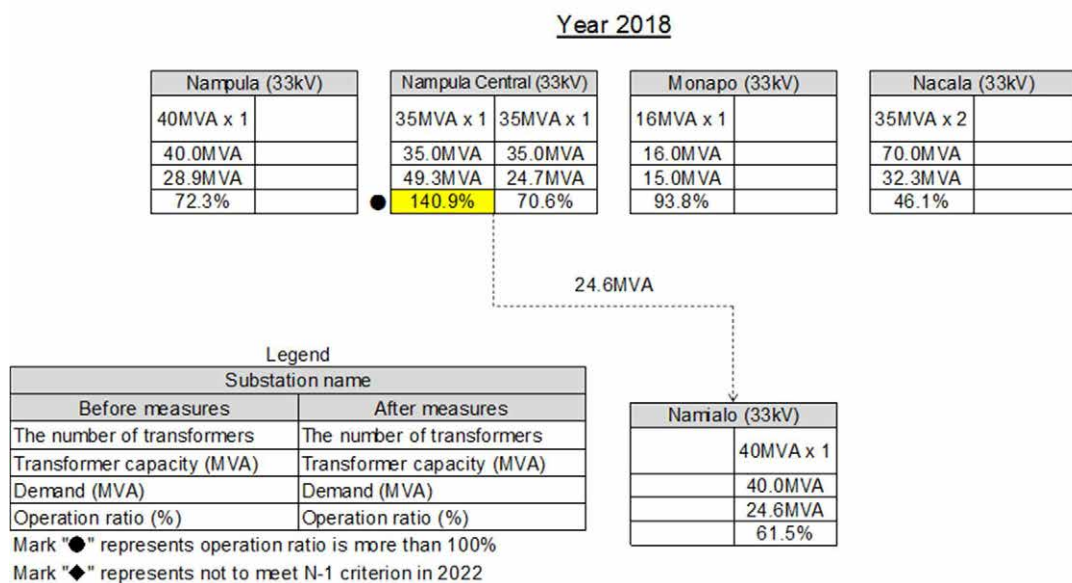 Year 2018
Nampula (33kV) Nampula Central (33kV) Monapo (33kV) Nacala (33kV)
40MVA x 1 35MVA x 1 35MVA x 1 16MVA x 1 35MVA x 2
40.0MVA 35.0MVA 35.0MVA 16.0MVA 70.0MVA
28.9MVA 49.3MVA 24.7MVA 15.0MVA 32.3MVA
72.3% ● 140.9% 70.6% 93.8% 46.1%
24.6MVA
Legend
Substation name
Before measures After measures
The number of transformers The number of transformers
Transformer capacity (MVA) Transformer capacity (MVA)
Demand (MVA) Demand (MVA)
Operation ratio (%) Operation ratio (%)
Mark "●" represents operation ratio is more than 100%
Mark "◆" represents not to meet N-1 criterion in 2022
Namialo (33kV)
40MVA x 1
40.0MVA
24.6MVA
61.5%